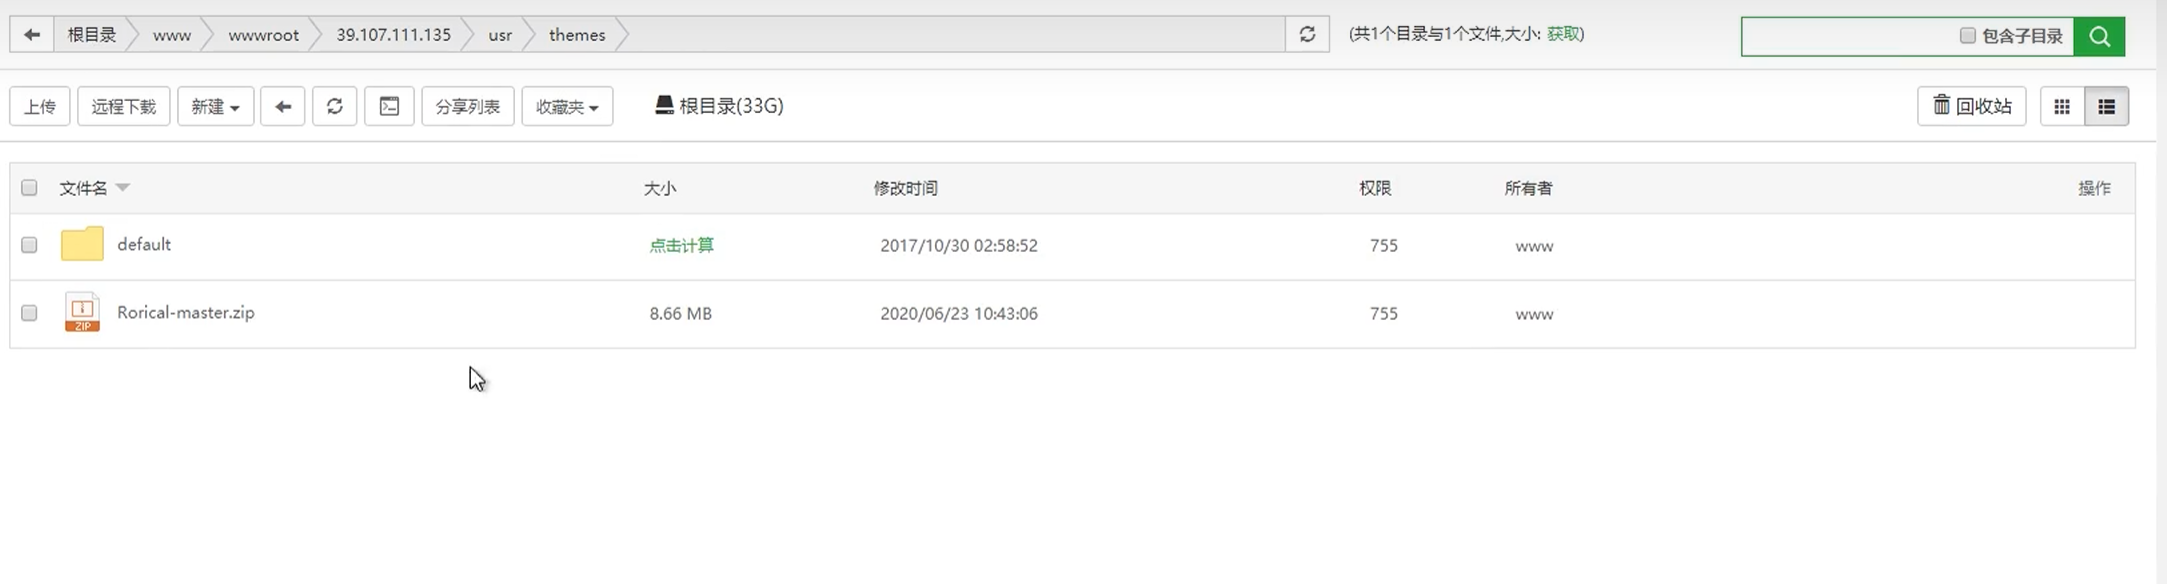 根目录 www wwwroot 39.107.111.135 usr themes (共1个目录与1个文件,大小: 获取) 包含子目录
上传 远程下载 新建 分享列表 收藏夹 根目录(33G) 回收站
文件名 大小 修改时间 权限 所有者 操作
default 点击计算 2017/10/30 02:58:52 755 www
Rorical-master.zip 8.66 MB 2020/06/23 10:43:06 755 www
ZIP